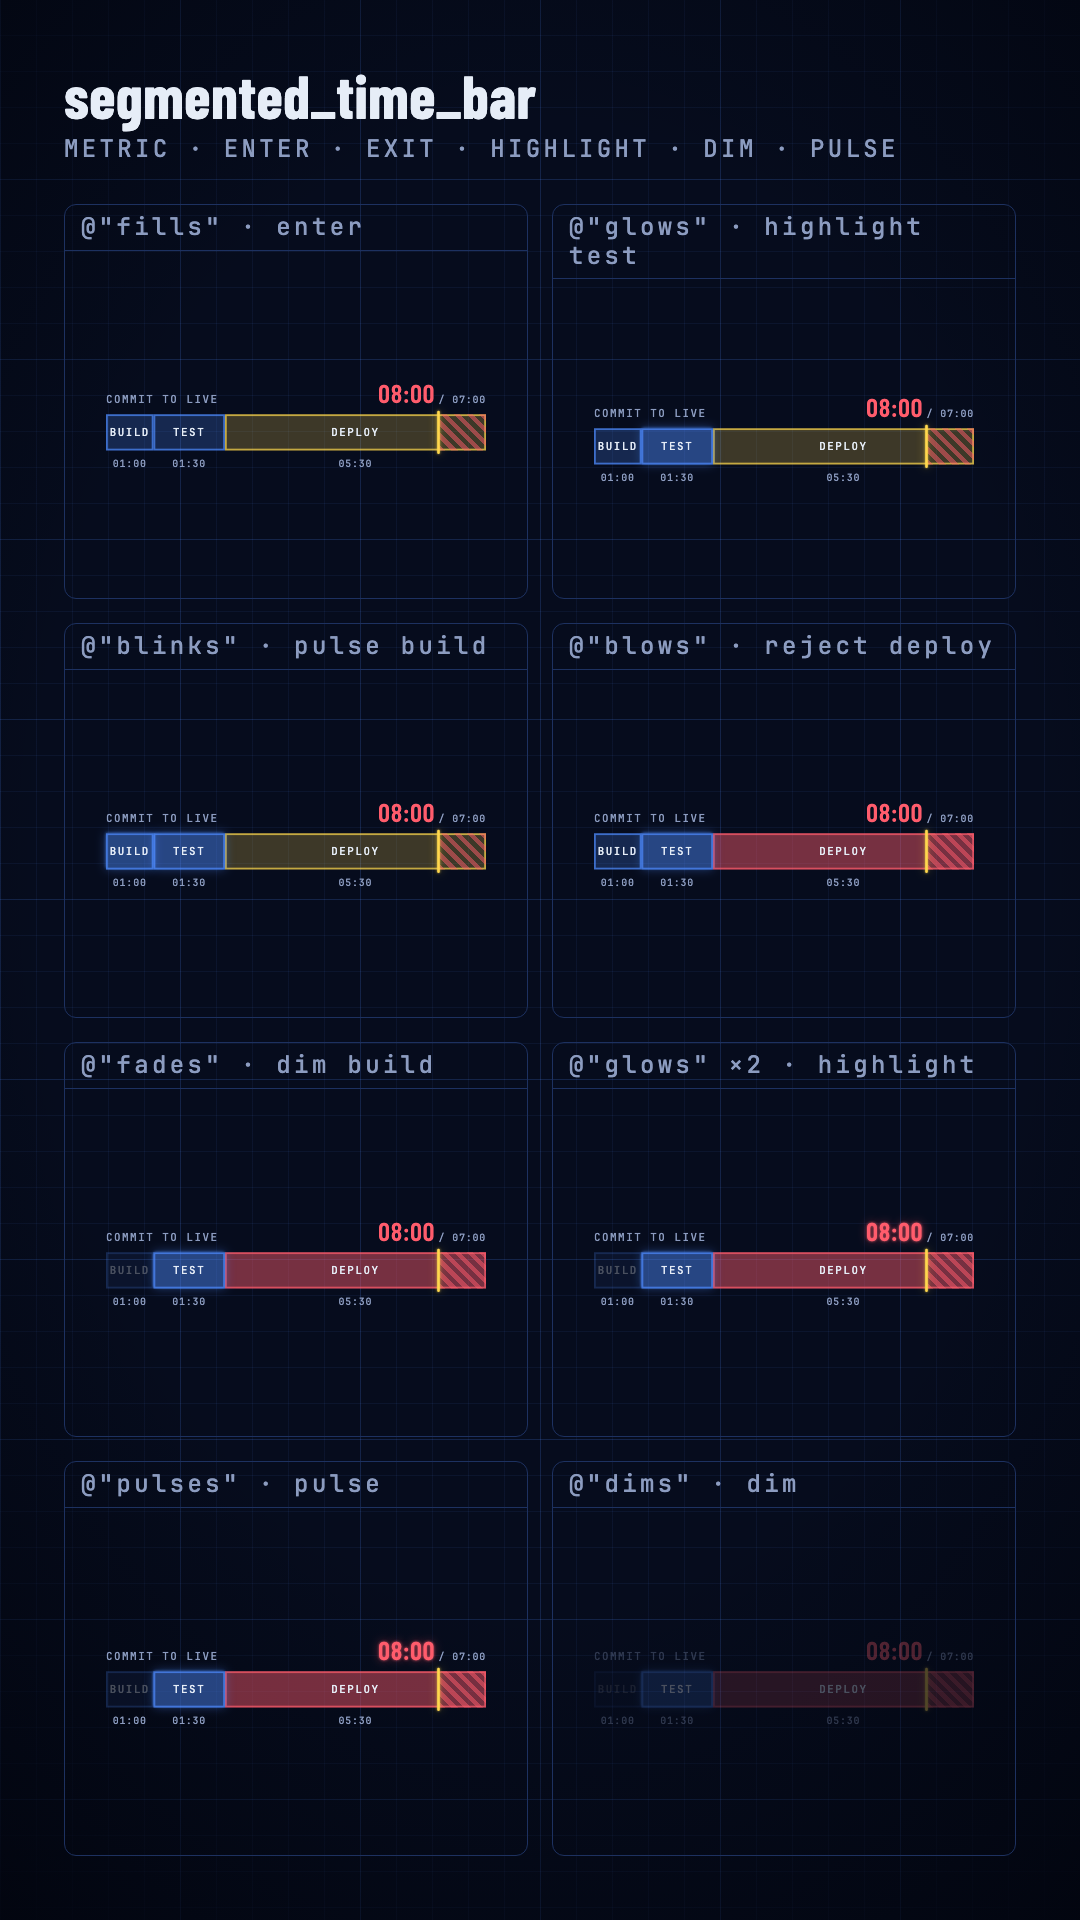 segmented_time_bar
METRIC · ENTER · EXIT · HIGHLIGHT · DIM · PULSE
@"fills" · enter
COMMIT TO LIVE 08:00 / 07:00
BUILD TEST DEPLOY
01:00 01:30 05:30
@"glows" · highlight
test
COMMIT TO LIVE 08:00 / 07:00
BUILD TEST DEPLOY
01:00 01:30 05:30
@"blinks" · pulse build
COMMIT TO LIVE 08:00 / 07:00
BUILD TEST DEPLOY
01:00 01:30 05:30
@"blows" · reject deploy
COMMIT TO LIVE 08:00 / 07:00
BUILD TEST DEPLOY
01:00 01:30 05:30
@"fades" · dim build
COMMIT TO LIVE 08:00 / 07:00
BUILD TEST DEPLOY
01:00 01:30 05:30
@"glows" ×2 · highlight
COMMIT TO LIVE 08:00 / 07:00
BUILD TEST DEPLOY
01:00 01:30 05:30
@"pulses" · pulse
COMMIT TO LIVE 08:00 / 07:00
BUILD TEST DEPLOY
01:00 01:30 05:30
@"dims" · dim
COMMIT TO LIVE 08:00 / 07:00
BUILD TEST DEPLOY
01:00 01:30 05:30